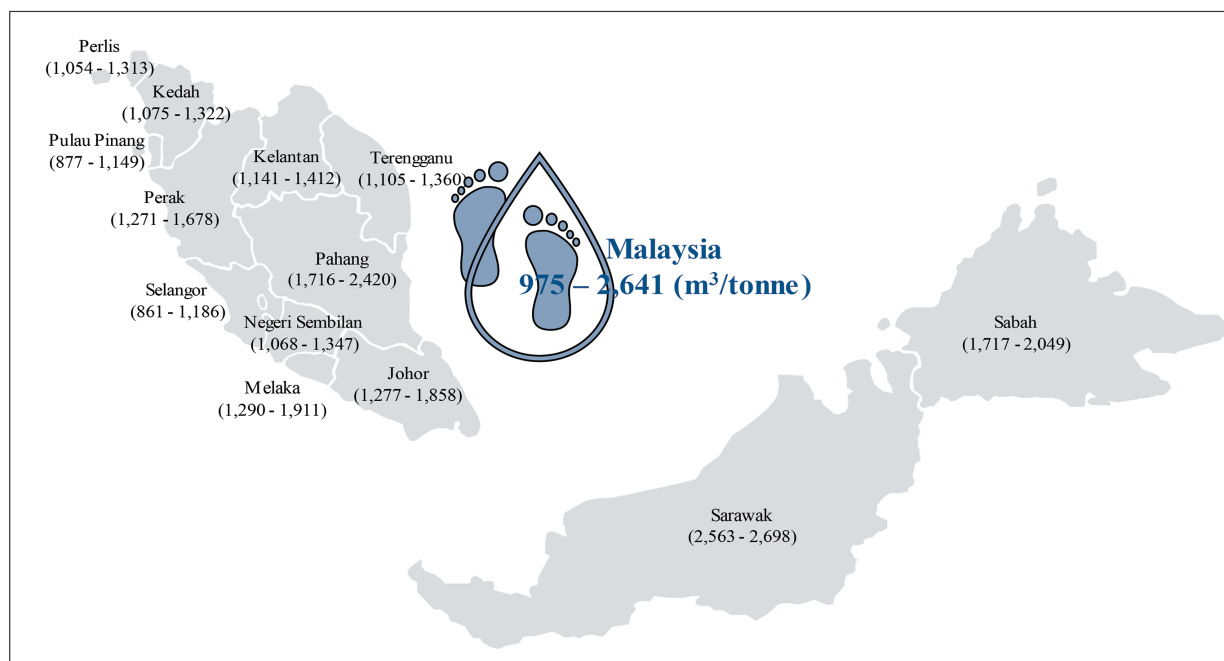 Perlis
(1,054 - 1,313)
Kedah
(1,075 - 1,322)
Pulau Pinang
(877 - 1,149)
Kelantan
(1,141 - 1,412)
Terengganu
(1,105 - 1,360)
Perak
(1,271 - 1,678)
Pahang
(1,716 - 2,420)
Selangor
(861 - 1,186)
Negeri Sembilan
(1,068 - 1,347)
Melaka
(1,290 - 1,911)
Johor
(1,277 - 1,858)
Malaysia
975 – 2,641 (m³/tonne)
Sabah
(1,717 - 2,049)
Sarawak
(2,563 - 2,698)